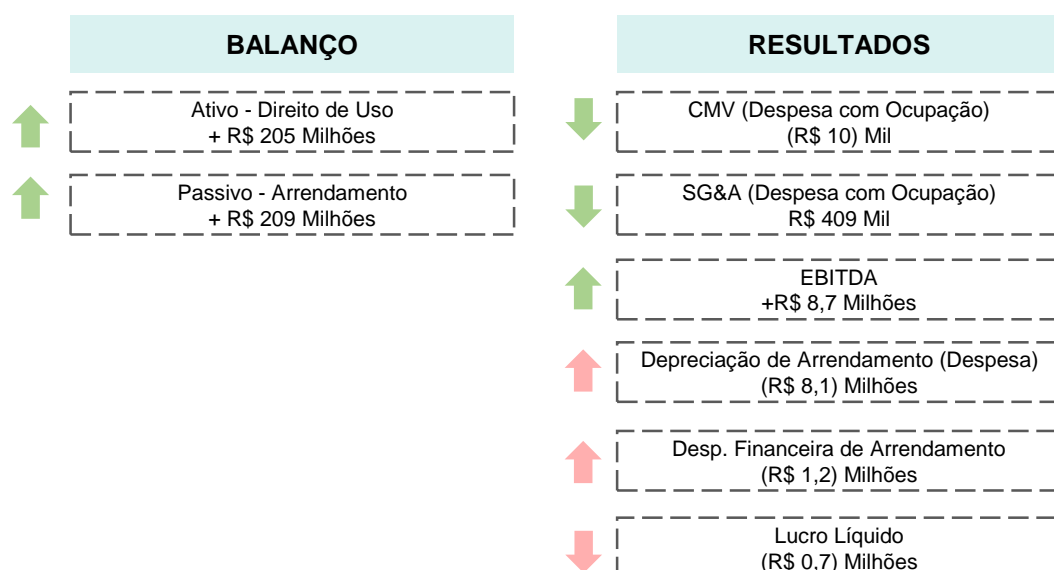 BALANÇO
Ativo - Direito de Uso
+ R$ 205 Milhões
Passivo - Arrendamento
+ R$ 209 Milhões
RESULTADOS
CMV (Despesa com Ocupação)
(R$ 10) Mil
SG&A (Despesa com Ocupação)
R$ 409 Mil
EBITDA
+R$ 8,7 Milhões
Depreciação de Arrendamento (Despesa)
(R$ 8,1) Milhões
Desp. Financeira de Arrendamento
(R$ 1,2) Milhões
Lucro Líquido
(R$ 0,7) Milhões